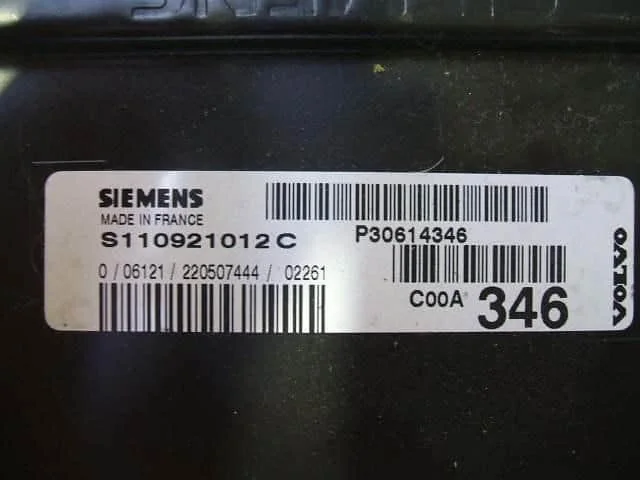 SIEMENS
MADE IN FRANCE
S110921012C
P30614346
0 / 06121 / 220507444 / 02261
C00A 346
VOLVO